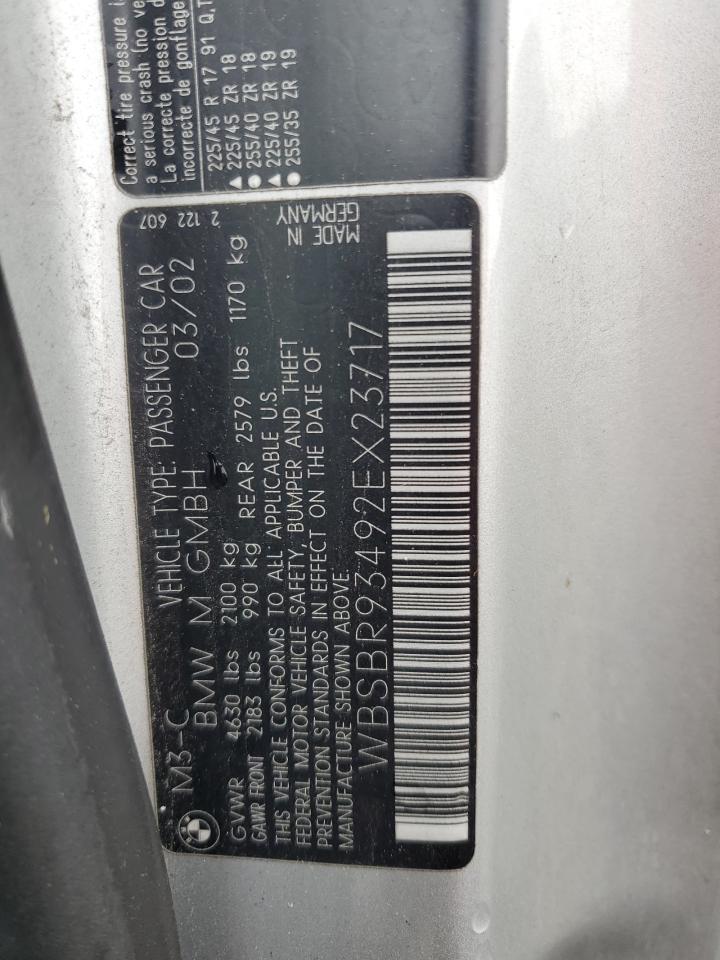 Correct tire pressure i
a serious crash (no ve
La correcte pression d
incorrecte de gonflage
225/45 R 17 91 Q,T
▲ 225/45 ZR 18
● 255/40 ZR 18
▲ 225/40 ZR 19
● 255/35 ZR 19
2 122 607
M3-C VEHICLE TYPE: PASSENGER CAR
BMW M GMBH 03/02
GVWR 4630 lbs 2100 kg
GAWR FRONT 2183 lbs 990 kg REAR 2579 lbs 1170 kg
THIS VEHICLE CONFORMS TO ALL APPLICABLE U.S.
FEDERAL MOTOR VEHICLE SAFETY, BUMPER AND THEFT
PREVENTION STANDARDS IN EFFECT ON THE DATE OF
MANUFACTURE SHOWN ABOVE.
MADE IN
GERMANY
WBSBR93492EX23717